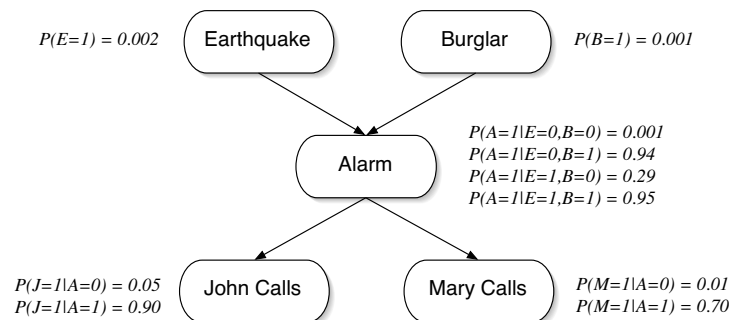 P(E=1) = 0.002
Earthquake
Burglar
P(B=1) = 0.001
Alarm
P(A=1|E=0,B=0) = 0.001
P(A=1|E=0,B=1) = 0.94
P(A=1|E=1,B=0) = 0.29
P(A=1|E=1,B=1) = 0.95
P(J=1|A=0) = 0.05
P(J=1|A=1) = 0.90
John Calls
Mary Calls
P(M=1|A=0) = 0.01
P(M=1|A=1) = 0.70